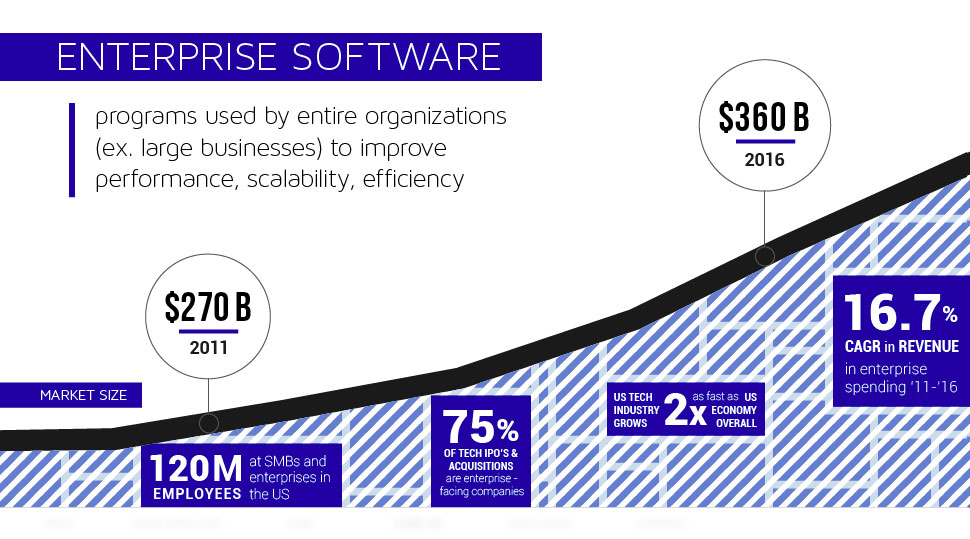 ENTERPRISE SOFTWARE
programs used by entire organizations
(ex. large businesses) to improve
performance, scalability, efficiency
$360 B
2016
$270 B
2011
MARKET SIZE
120M
EMPLOYEES
at SMBs and
enterprises in
the US
75%
OF TECH IPO'S &
ACQUISITIONS
are enterprise -
facing companies
US TECH
INDUSTRY
GROWS
2x
as fast as US
ECONOMY
OVERALL
16.7%
CAGR in REVENUE
in enterprise
spending '11-'16